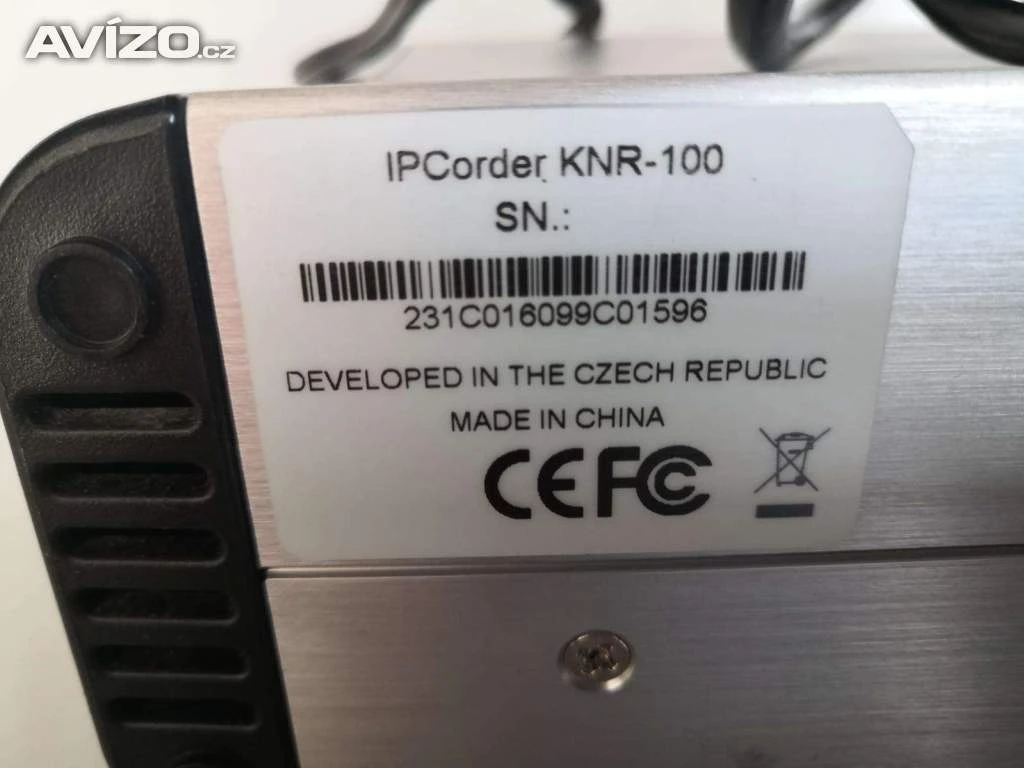 AVÍZO.cz
IPCorder KNR-100
SN.:
231C016099C01596
DEVELOPED IN THE CZECH REPUBLIC
MADE IN CHINA
CE FC